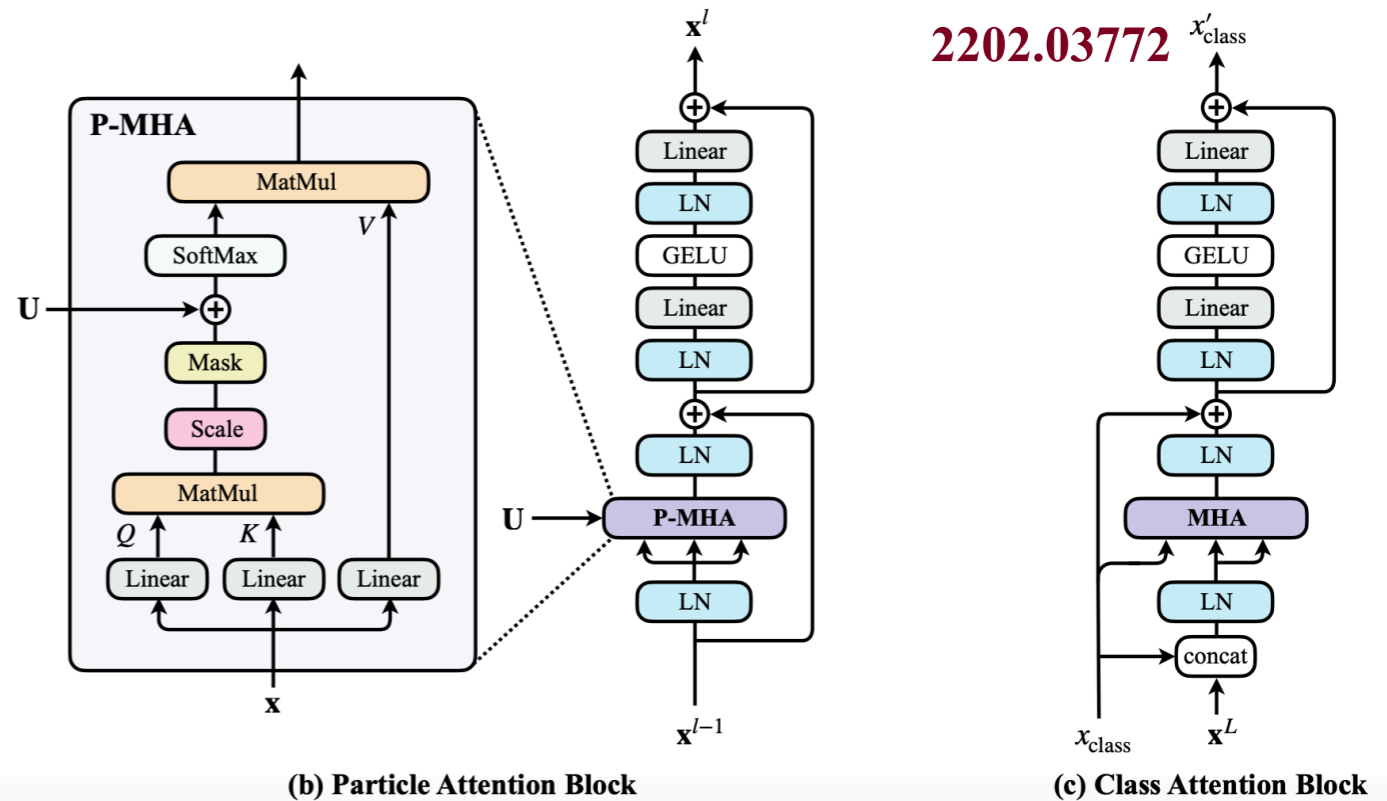 P-MHA
MatMul
V
SoftMax
U
Mask
Scale
MatMul
Q
K
Linear
Linear
Linear
x
x^l
Linear
LN
GELU
Linear
LN
LN
U
P-MHA
LN
x^{l−1}
(b) Particle Attention Block
2202.03772
x′_class
Linear
LN
GELU
Linear
LN
LN
MHA
LN
concat
x_class
x^L
(c) Class Attention Block